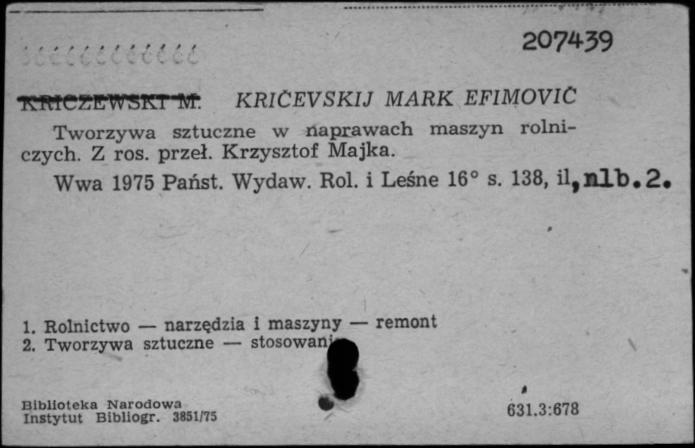 207439
KRICZEWSKI M. KRIČEVSKIJ MARK EFIMOVIČ
Tworzywa sztuczne w naprawach maszyn rolni-
czych. Z ros. przeł. Krzysztof Majka.
Wwa 1975 Państ. Wydaw. Rol. i Leśne 16° s. 138, il, nlb. 2.
1. Rolnictwo — narzędzia i maszyny — remont
2. Tworzywa sztuczne —
Biblioteka Narodowa
Instytut Bibliogr. 3851/75
631.3:678